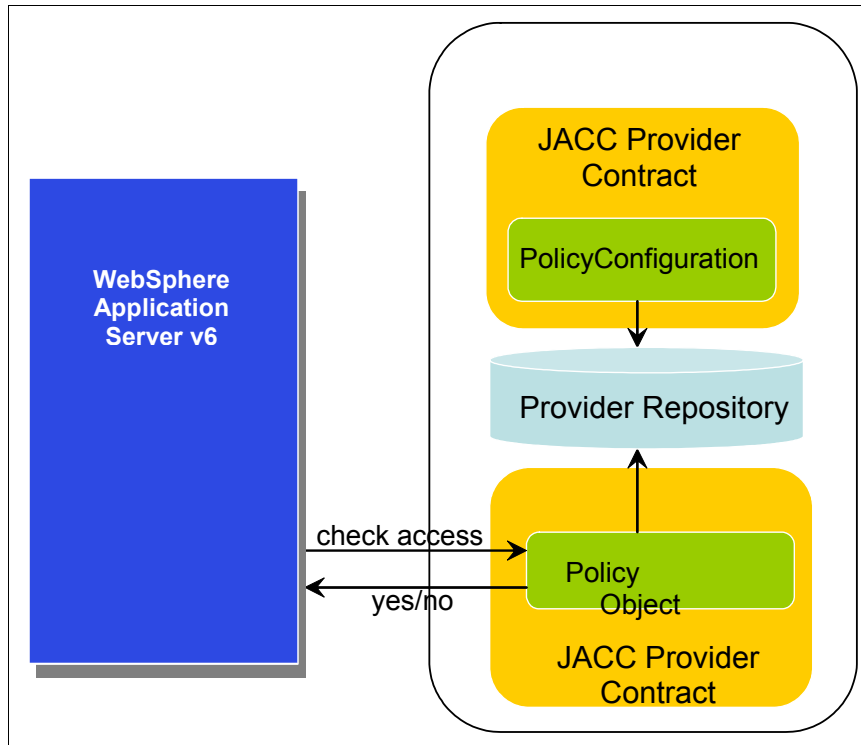 JACC Provider
Contract
PolicyConfiguration
WebSphere
Application
Server v6
Provider Repository
check access
yes/no
Policy
Object
JACC Provider
Contract